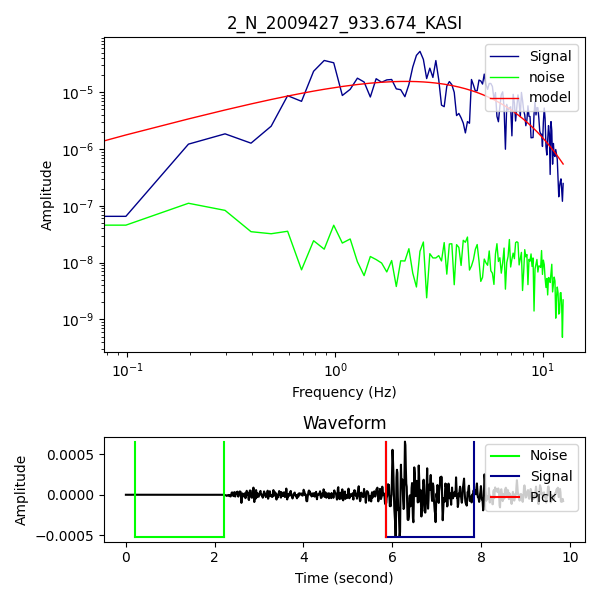 2_N_2009427_933.674_KASI
Amplitude
10⁻⁵
10⁻⁶
10⁻⁷
10⁻⁸
10⁻⁹
Signal
noise
model
10⁻¹ 10⁰ 10¹
Frequency (Hz)
Waveform
Amplitude
0.0005
0.0000
−0.0005
Noise
Signal
Pick
0 2 4 6 8 10
Time (second)